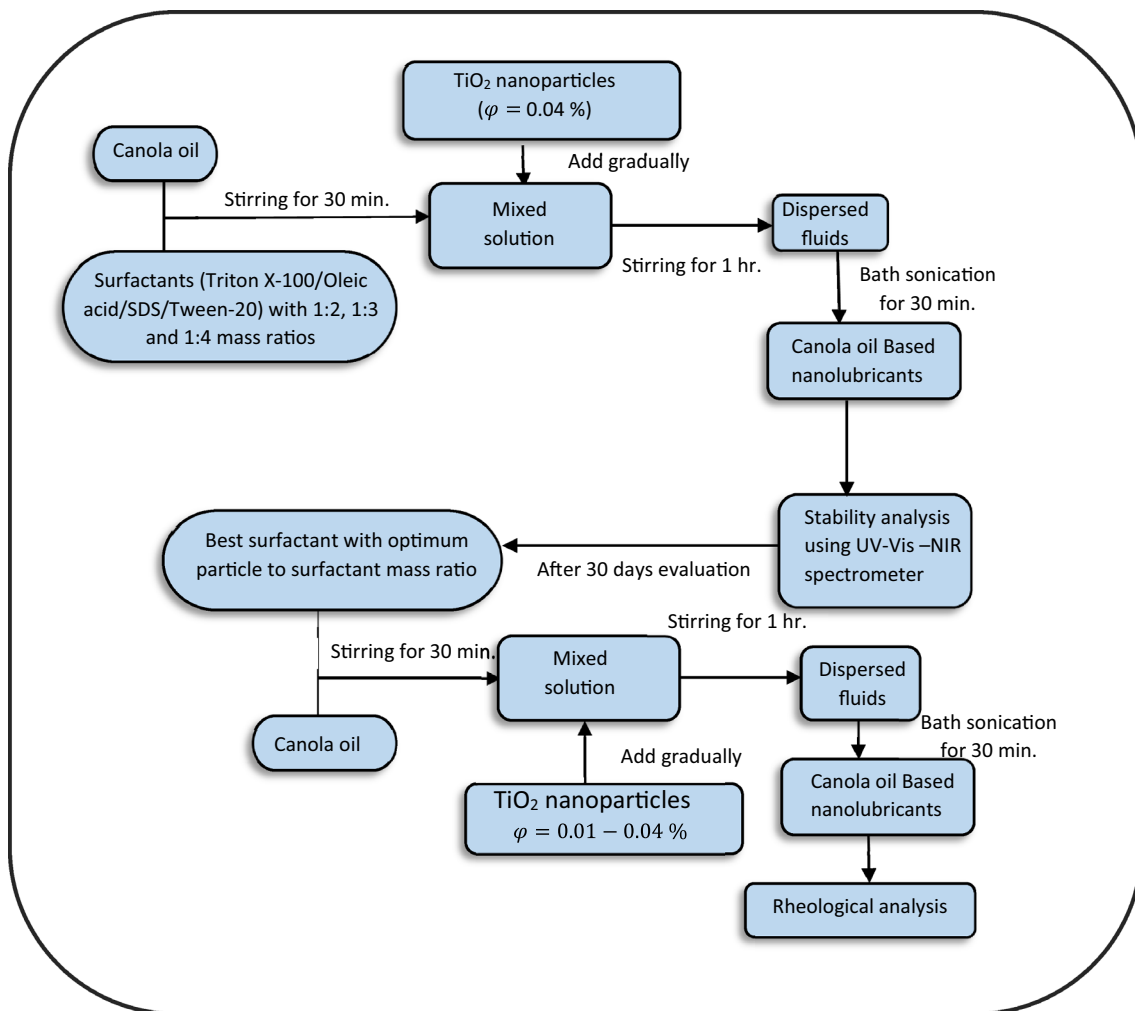 TiO₂ nanoparticles
(𝜑 = 0.04 %)
Canola oil
Add gradually
Stirring for 30 min.
Mixed
solution
Dispersed
fluids
Stirring for 1 hr.
Surfactants (Triton X-100/Oleic
acid/SDS/Tween-20) with 1:2, 1:3
and 1:4 mass ratios
Bath sonication
for 30 min.
Canola oil Based
nanolubricants
Stability analysis
using UV-Vis –NIR
spectrometer
After 30 days evaluation
Best surfactant with optimum
particle to surfactant mass ratio
Stirring for 30 min.
Canola oil
Mixed
solution
Stirring for 1 hr.
Add gradually
TiO₂ nanoparticles
𝜑 = 0.01 − 0.04 %
Dispersed
fluids
Bath sonication
for 30 min.
Canola oil Based
nanolubricants
Rheological analysis